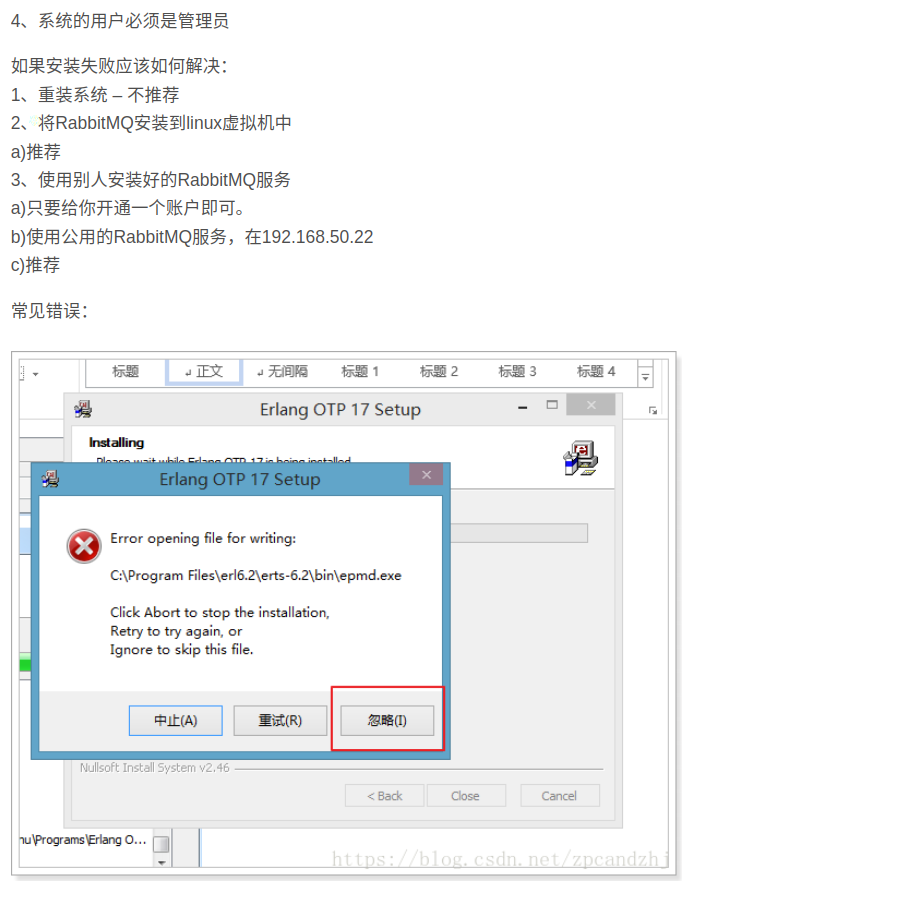 4、系统的用户必须是管理员
如果安装失败应该如何解决：
1、重装系统 – 不推荐
2、将RabbitMQ安装到linux虚拟机中
a)推荐
3、使用别人安装好的RabbitMQ服务
a)只要给你开通一个账户即可。
b)使用公用的RabbitMQ服务，在192.168.50.22
c)推荐
常见错误：
标题 ↲ 正文 ↲ 无间隔 标题 1 标题 2 标题 3 标题 4
Erlang OTP 17 Setup
Installing
Please wait while Erlang OTP 17 is being installed
Erlang OTP 17 Setup
Error opening file for writing:
C:\Program Files\erl6.2\erts-6.2\bin\epmd.exe
Click Abort to stop the installation,
Retry to try again, or
Ignore to skip this file.
中止(A) 重试(R) 忽略(I)
Nullsoft Install System v2.46
< Back Close Cancel
nu\Programs\Erlang O...
https://blog.csdn.net/zpcandzhj